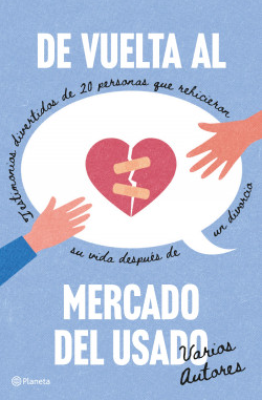 DE VUELTA AL
Testimonios divertidos de 20 personas que rehicieron
su vida después de
un divorcio
MERCADO
DEL USADO
Varios
Autores
Planeta